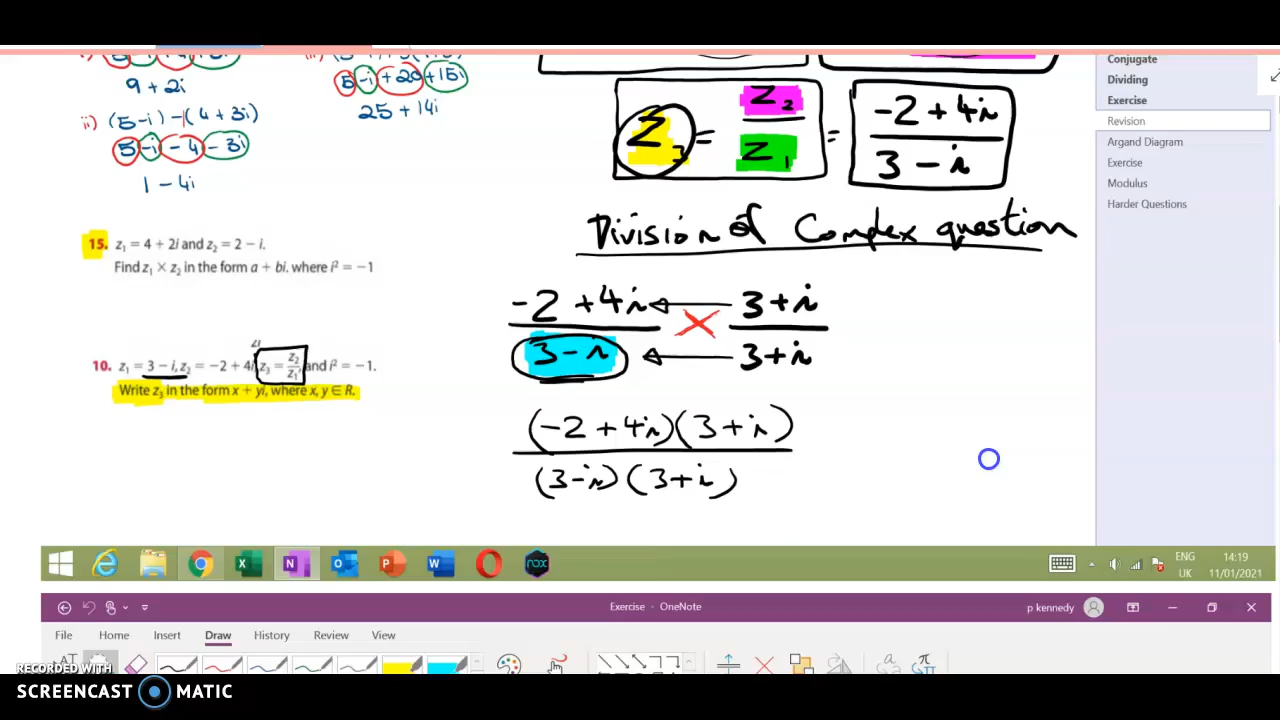 9 + 2i
ii) (5-i) -(4 + 3i)
5 -i - 4 - 3i
1 - 4i
5 -i +20 +15i
25 + 14i
Z3 = Z2 / Z1 = -2 + 4i / 3 - i
Division of Complex question
15. z1 = 4 + 2i and z2 = 2 − i.
Find z1 × z2 in the form a + bi. where i² = −1
-2 + 4i 3 + i
3 - i × 3 + i
10. z1 = 3 − i, z2 = −2 + 4i z3 = z2/z1, and i² = −1.
Write z3 in the form x + yi, where x, y ∈ R.
(-2 + 4i)(3 + i)
(3-i)(3+i)
Conjugate
Dividing
Exercise
Revision
Argand Diagram
Exercise
Modulus
Harder Questions
ENG
UK
14:19
11/01/2021
nox
Exercise - OneNote
p kennedy
File Home Insert Draw History Review View
RECORDED WITH
SCREENCAST MATIC